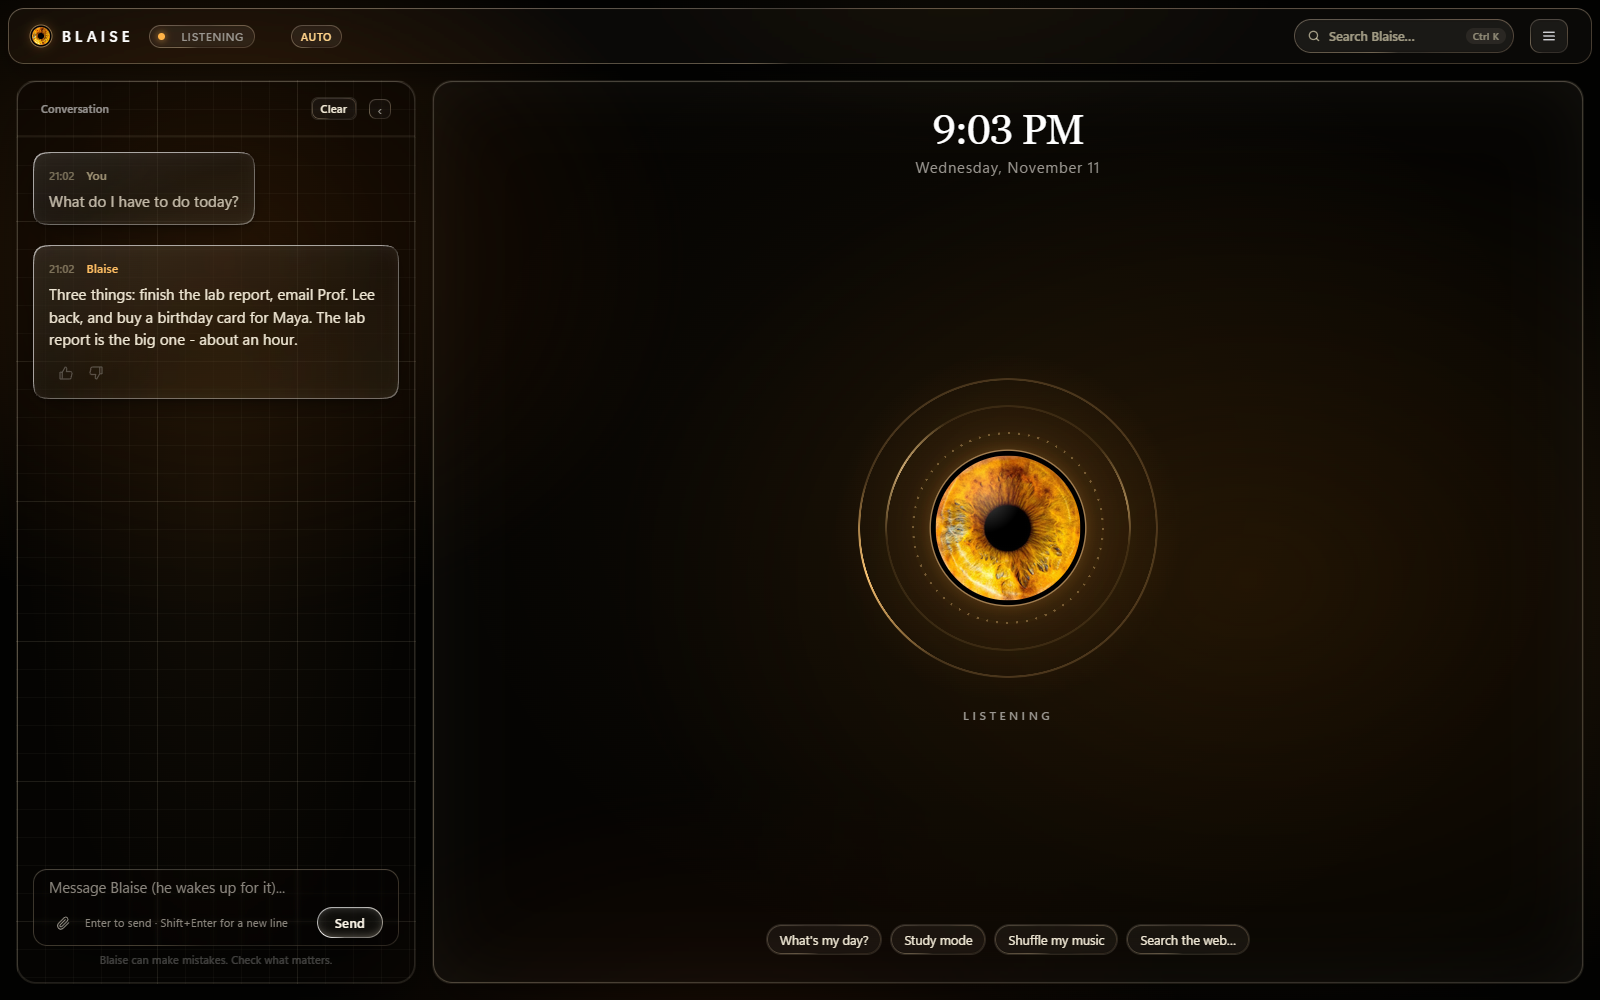 BLAISE
LISTENING
AUTO
Search Blaise...
Ctrl K
Conversation
Clear
21:02 You
What do I have to do today?
21:02 Blaise
Three things: finish the lab report, email Prof. Lee
back, and buy a birthday card for Maya. The lab
report is the big one - about an hour.
Message Blaise (he wakes up for it)...
Enter to send · Shift+Enter for a new line
Send
Blaise can make mistakes. Check what matters.
9:03 PM
Wednesday, November 11
LISTENING
What's my day?
Study mode
Shuffle my music
Search the web...